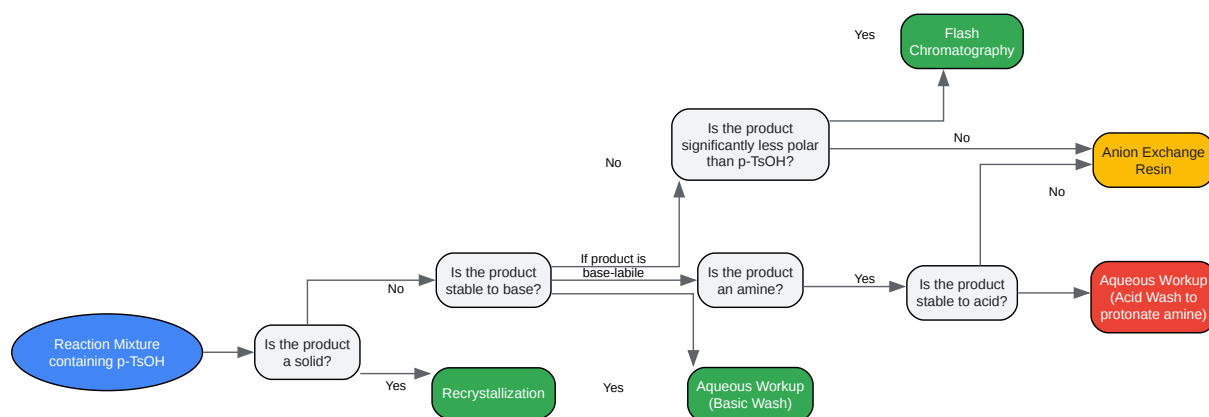 Yes
Flash
Chromatography
Is the product
significantly less polar
than p-TsOH?
No
No
Anion Exchange
Resin
No
If product is
base-labile
Is the product
stable to base?
Is the product
an amine?
Yes
Is the product
stable to acid?
Aqueous Workup
(Acid Wash to
protonate amine)
No
Reaction Mixture
containing p-TsOH
Is the product
a solid?
Yes
Recrystallization
Yes
Aqueous Workup
(Basic Wash)